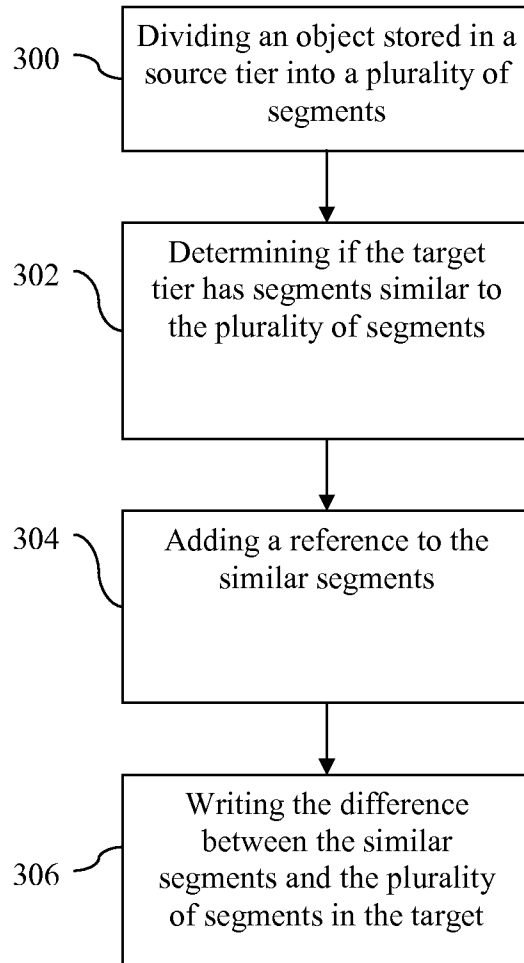 300
Dividing an object stored in a
source tier into a plurality of
segments
302
Determining if the target
tier has segments similar to
the plurality of segments
304
Adding a reference to the
similar segments
306
Writing the difference
between the similar
segments and the plurality
of segments in the target